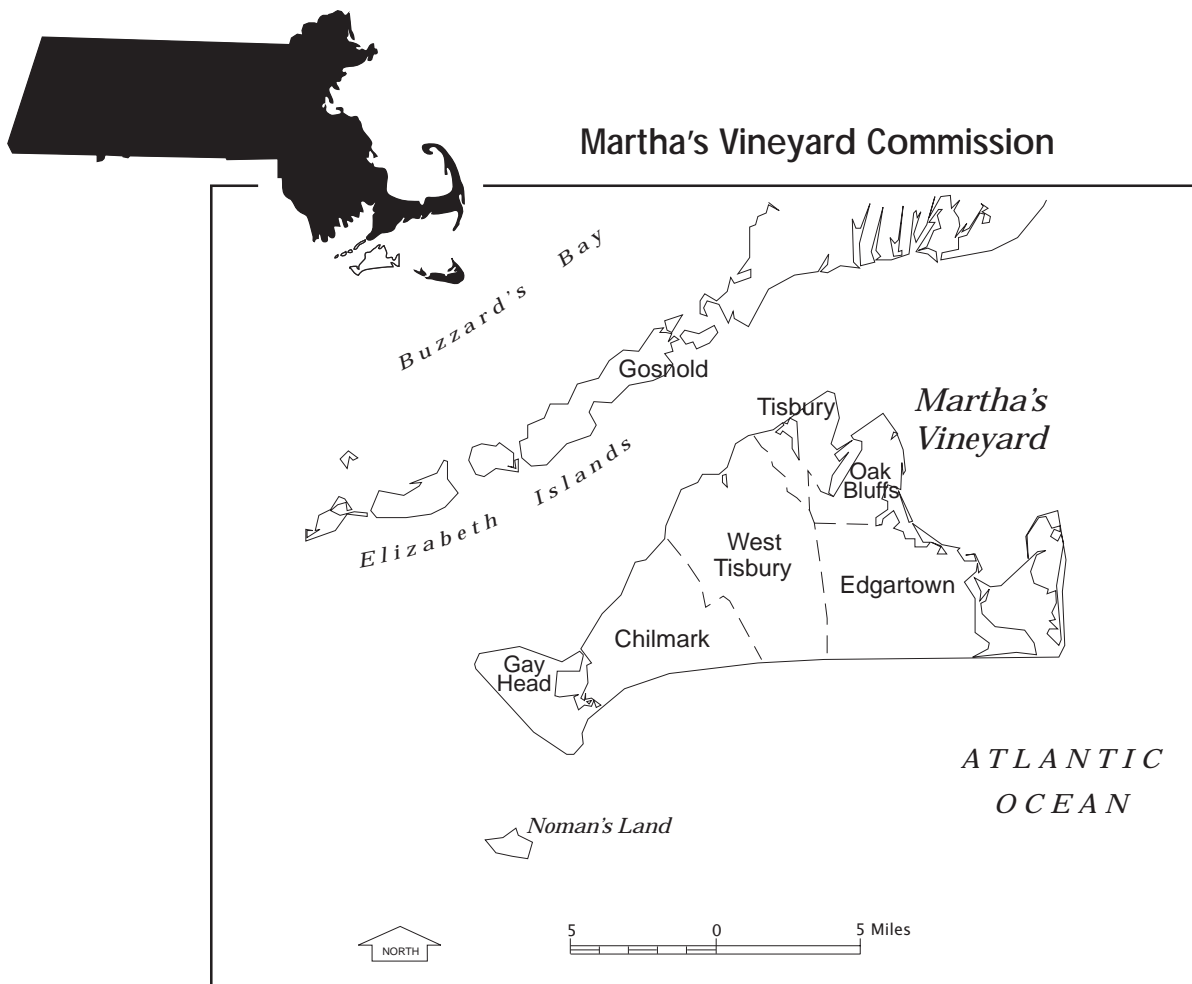 Martha's Vineyard Commission
Buzzard's Bay
Gosnold
Elizabeth Islands
Tisbury
Martha's
Vineyard
Oak
Bluffs
West
Tisbury
Edgartown
Chilmark
Gay
Head
ATLANTIC
OCEAN
Noman's Land
NORTH
5 0 5 Miles